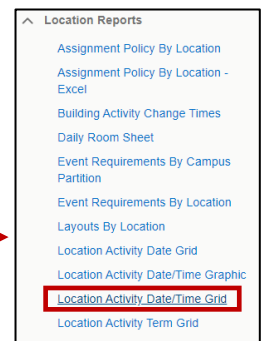 Location Reports
Assignment Policy By Location
Assignment Policy By Location -
Excel
Building Activity Change Times
Daily Room Sheet
Event Requirements By Campus
Partition
Event Requirements By Location
Layouts By Location
Location Activity Date Grid
Location Activity Date/Time Graphic
Location Activity Date/Time Grid
Location Activity Term Grid